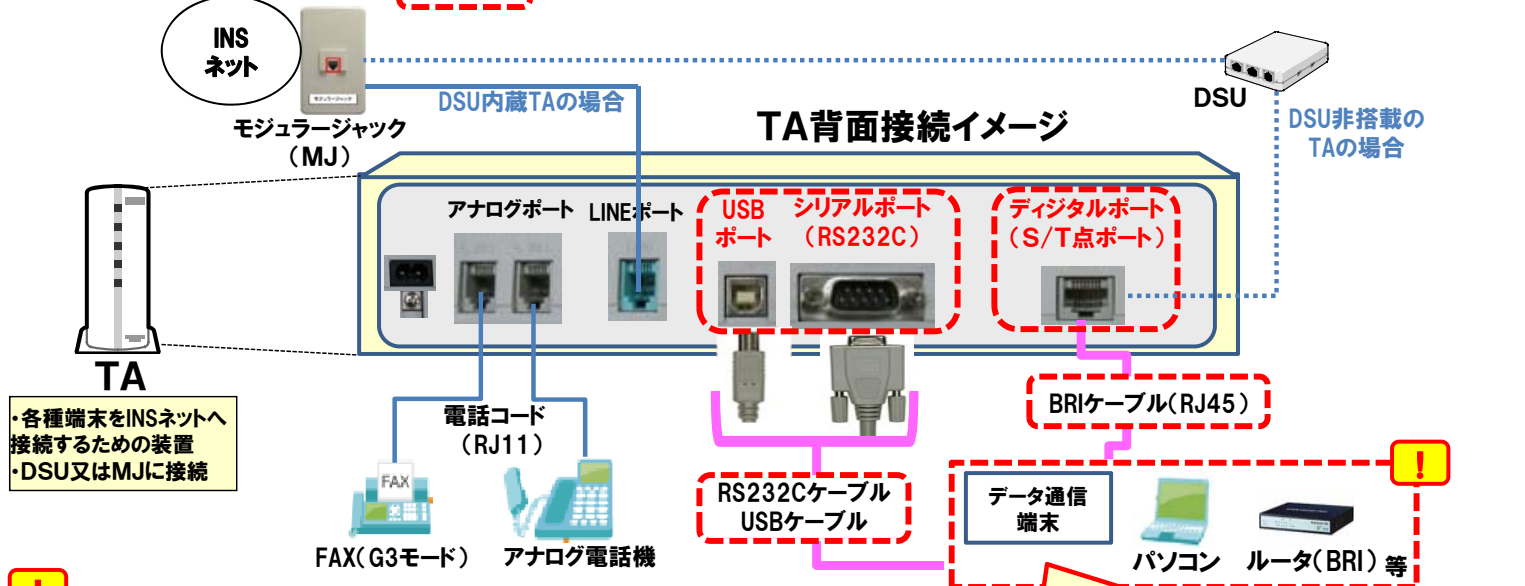 INS
ネット
モジュラージャック
モジュラージャック
（MJ）
DSU内蔵TAの場合
TA背面接続イメージ
DSU
DSU非搭載の
TAの場合
アナログポート
LINEポート
USB
ポート
シリアルポート
（RS232C）
ディジタルポート
（S/T点ポート）
TA
・各種端末をINSネットへ
接続するための装置
・DSU又はMJに接続
電話コード
（RJ11）
FAX
FAX（G3モード）
アナログ電話機
RS232Cケーブル
USBケーブル
BRIケーブル（RJ45）
!
データ通信
端末
パソコン
ルータ（BRI）等
!